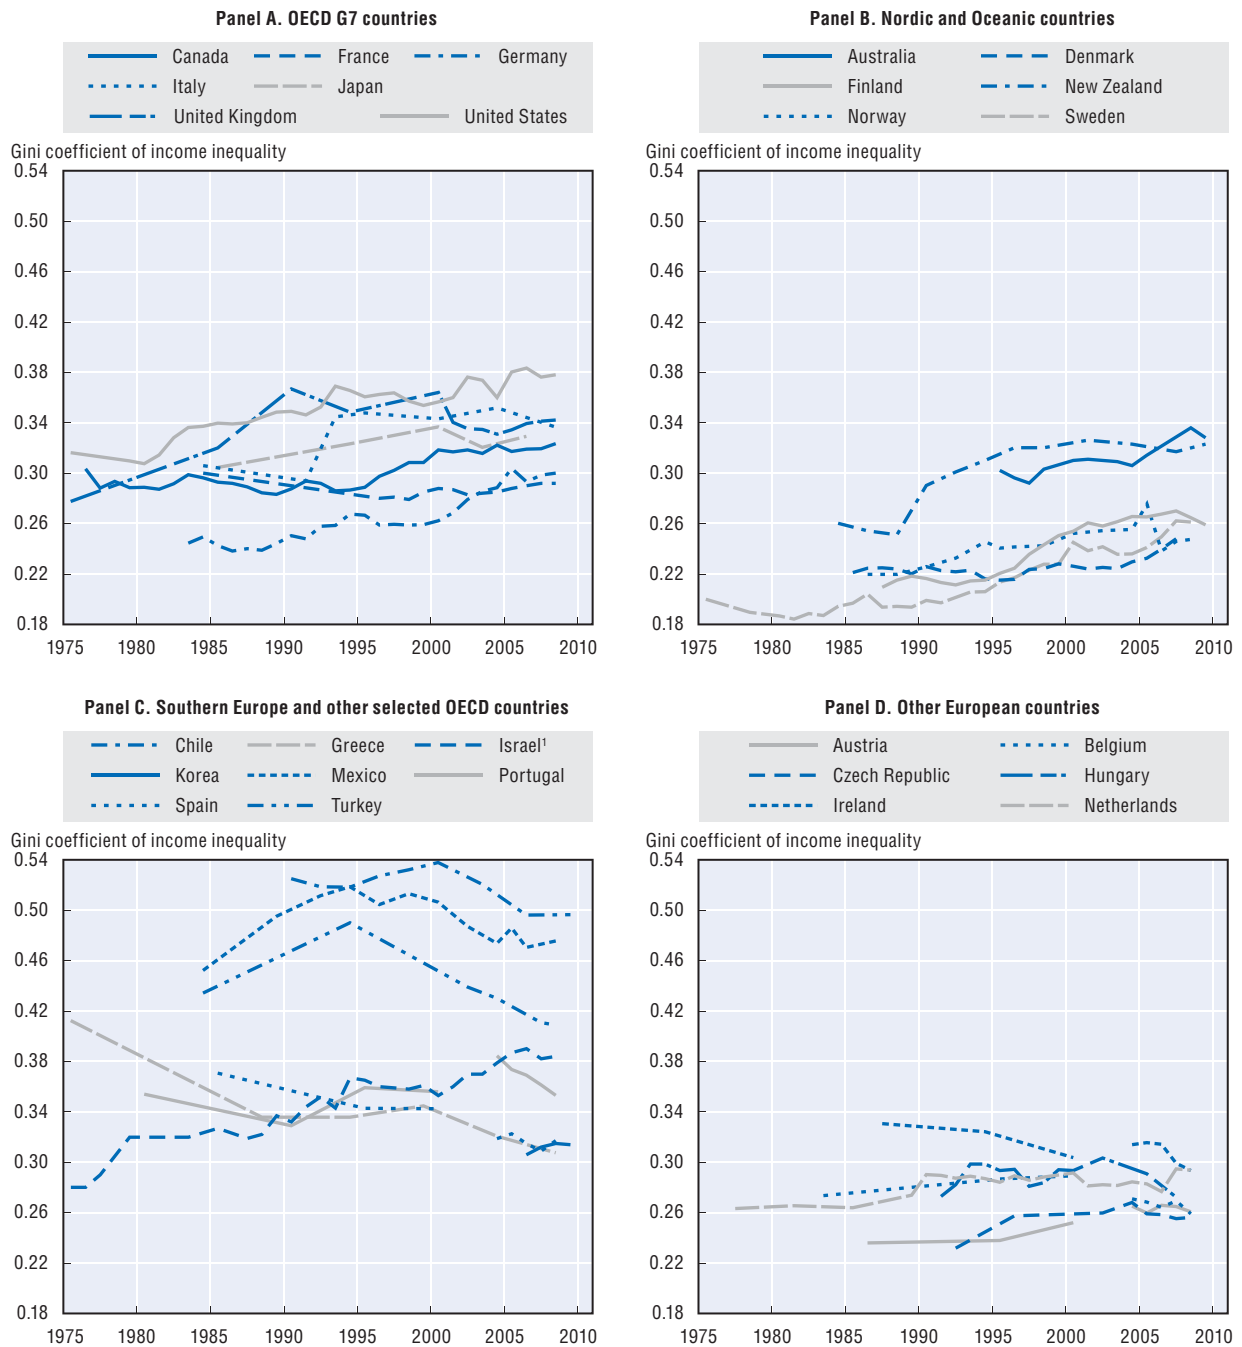 Panel A. OECD G7 countries
Canada France Germany
Italy Japan
United Kingdom United States
Gini coefficient of income inequality
0.54
0.50
0.46
0.42
0.38
0.34
0.30
0.26
0.22
0.18
1975 1980 1985 1990 1995 2000 2005 2010
Panel B. Nordic and Oceanic countries
Australia Denmark
Finland New Zealand
Norway Sweden
Gini coefficient of income inequality
0.54
0.50
0.46
0.42
0.38
0.34
0.30
0.26
0.22
0.18
1975 1980 1985 1990 1995 2000 2005 2010
Panel C. Southern Europe and other selected OECD countries
Chile Greece Israel¹
Korea Mexico Portugal
Spain Turkey
Gini coefficient of income inequality
0.54
0.50
0.46
0.42
0.38
0.34
0.30
0.26
0.22
0.18
1975 1980 1985 1990 1995 2000 2005 2010
Panel D. Other European countries
Austria Belgium
Czech Republic Hungary
Ireland Netherlands
Gini coefficient of income inequality
0.54
0.50
0.46
0.42
0.38
0.34
0.30
0.26
0.22
0.18
1975 1980 1985 1990 1995 2000 2005 2010